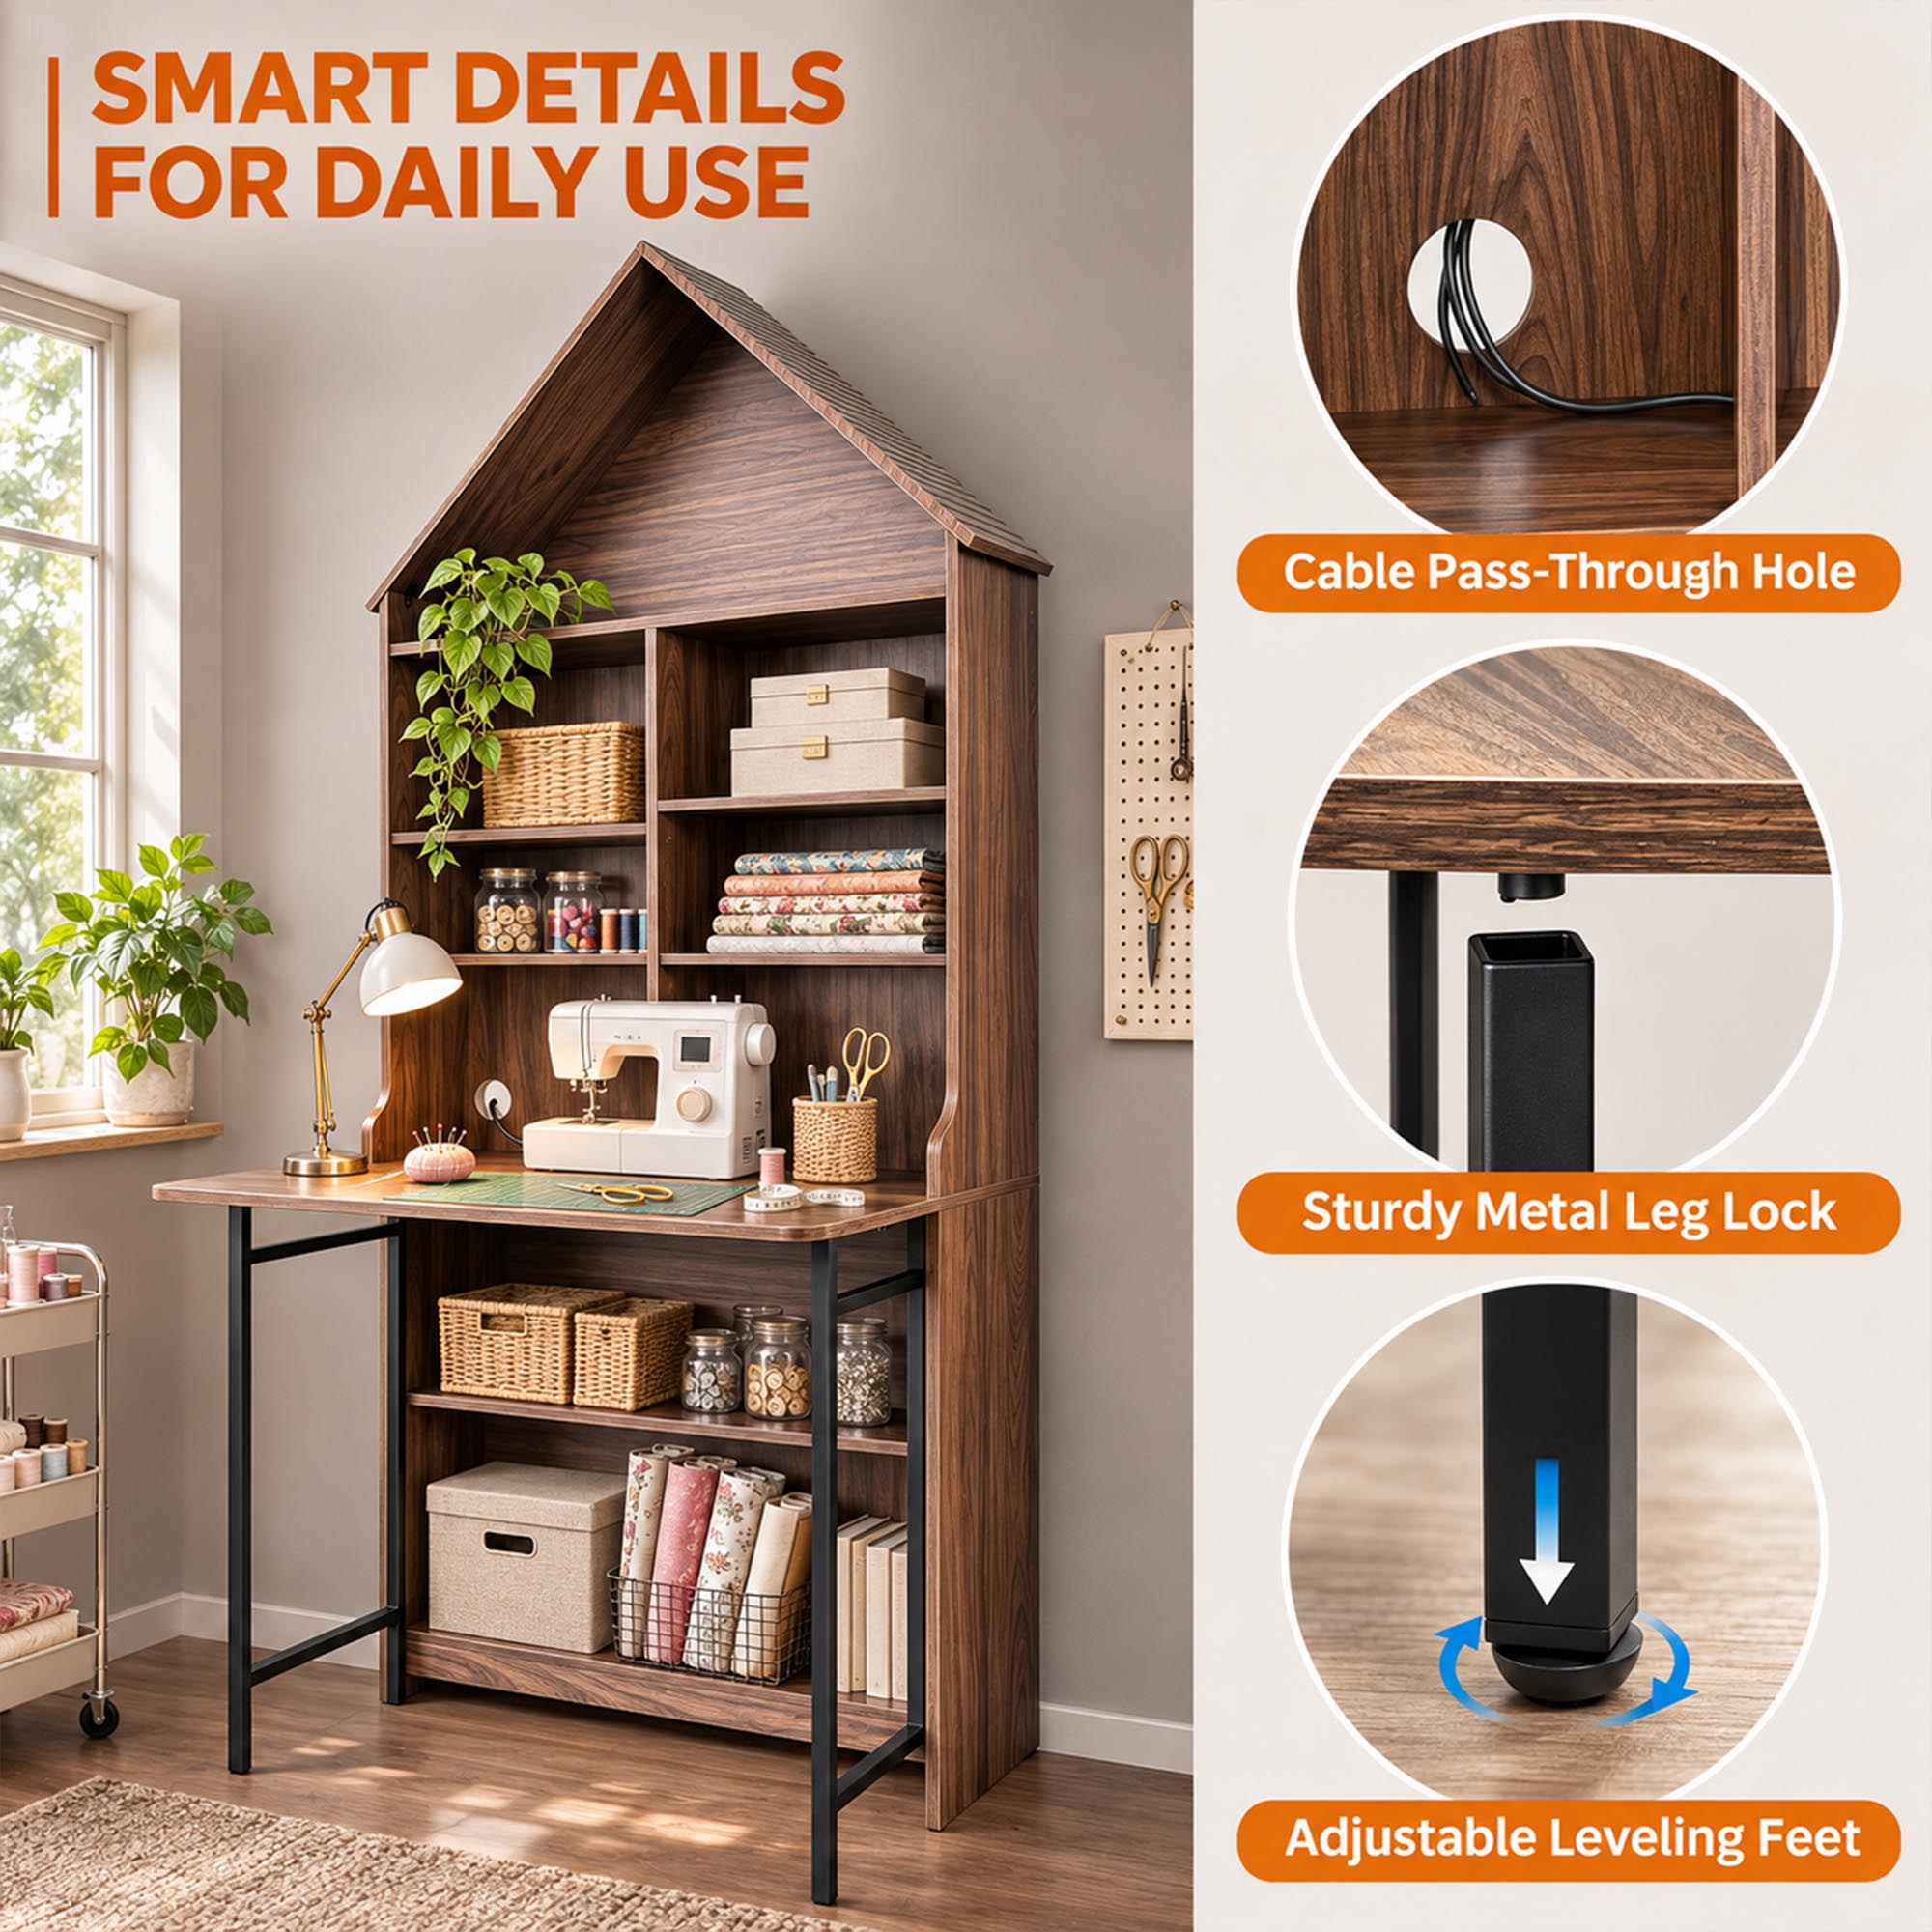 SMART DETAILS
FOR DAILY USE
Cable Pass-Through Hole
Sturdy Metal Leg Lock
Adjustable Leveling Feet